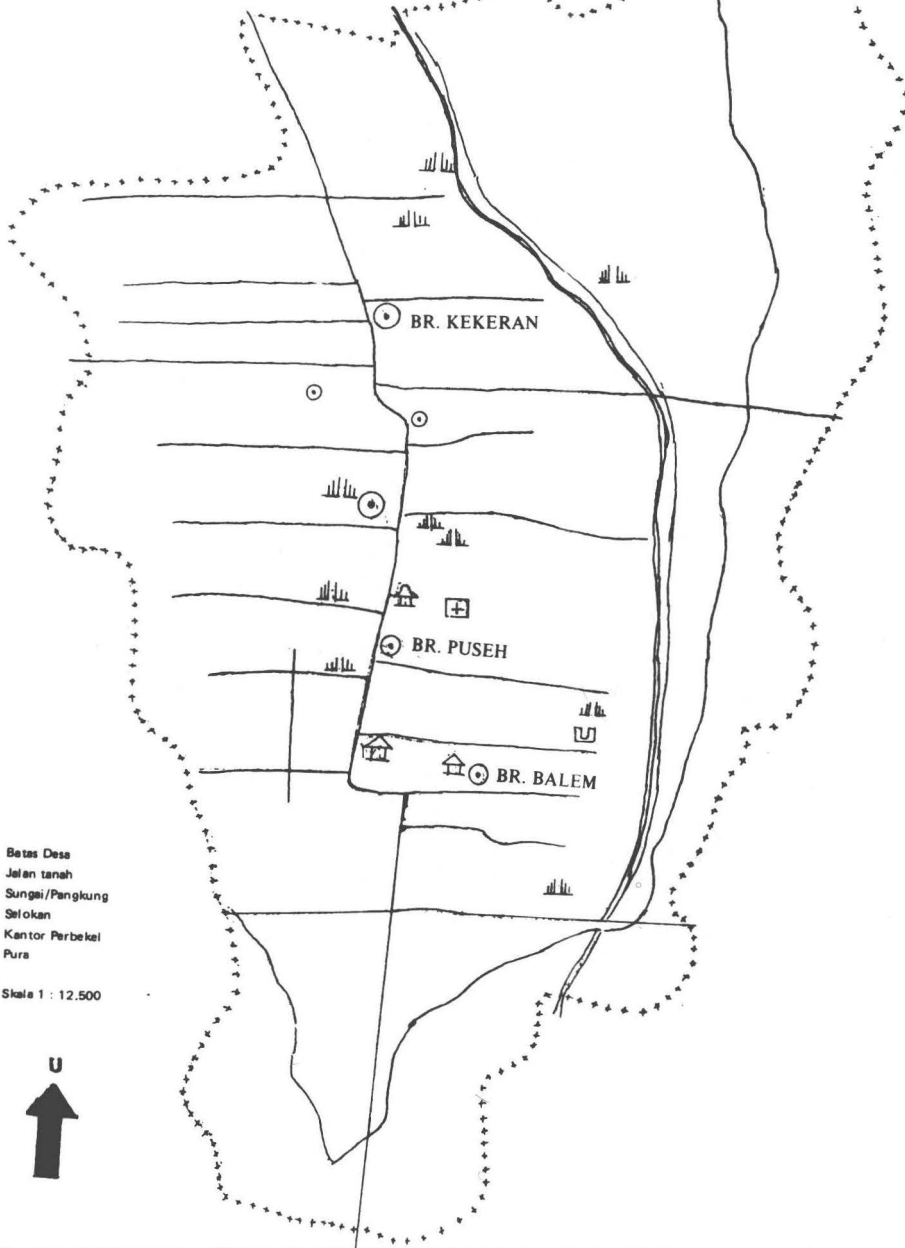 BR. KEKERAN
BR. PUSEH
BR. BALEM
Batas Desa
Jalan tanah
Sungai/Pangkung
Selokan
Kantor Perbekel
Pura
Skala 1 : 12.500
U